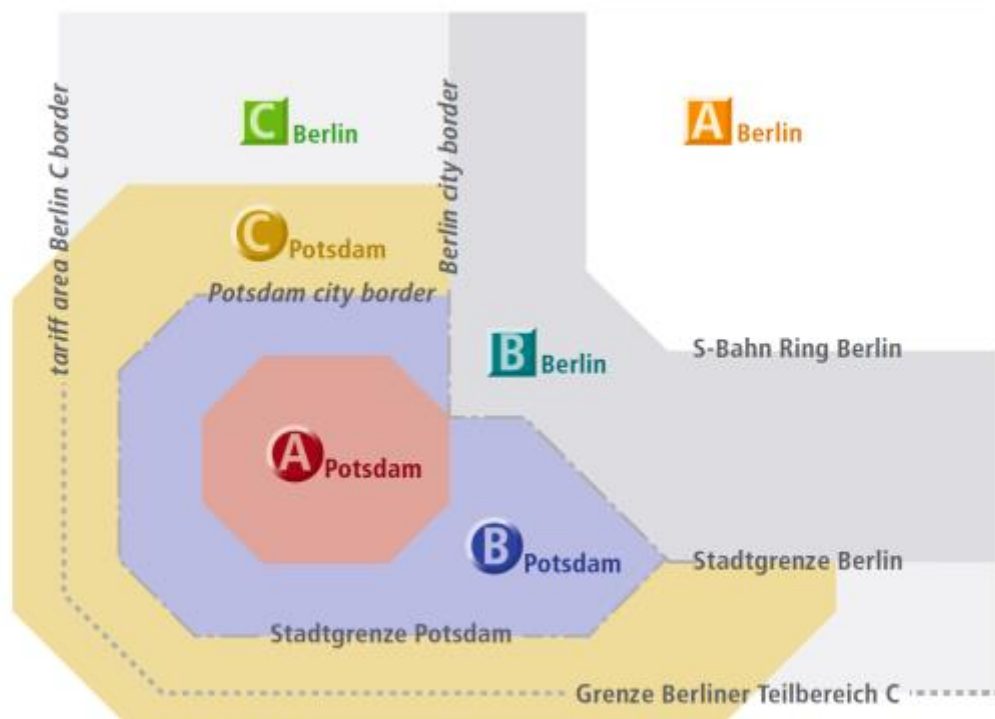 C Berlin
A Berlin
tariff area Berlin C border
Berlin city border
C Potsdam
Potsdam city border
B Berlin
S-Bahn Ring Berlin
A Potsdam
B Potsdam
Stadtgrenze Berlin
Stadtgrenze Potsdam
Grenze Berliner Teilbereich C